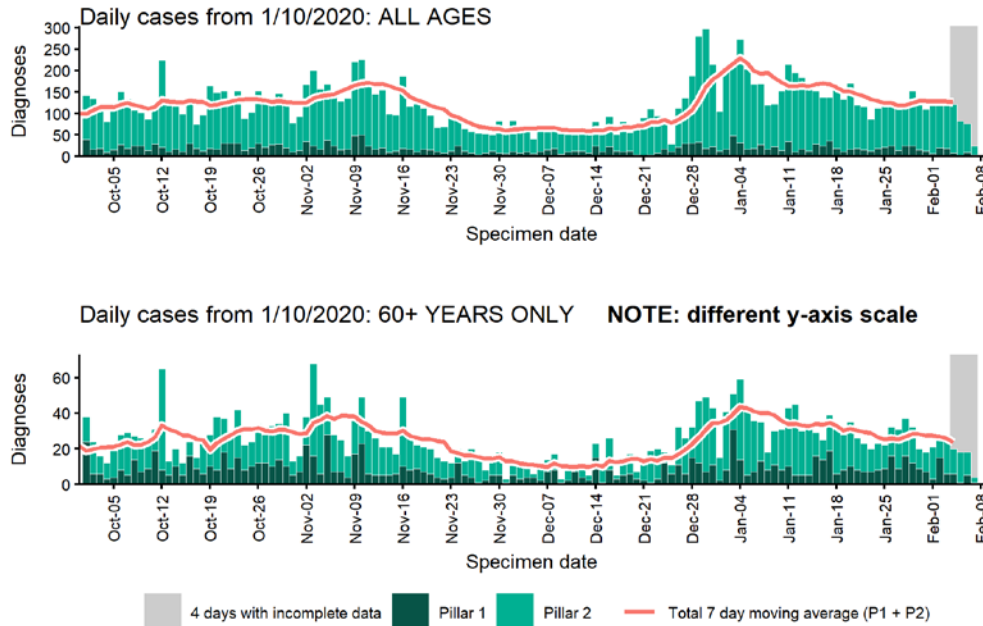 Daily cases from 1/10/2020: ALL AGES
300
250
200
150
100
50
0
Diagnoses
Oct-05 Oct-12 Oct-19 Oct-26 Nov-02 Nov-09 Nov-16 Nov-23 Nov-30 Dec-07 Dec-14 Dec-21 Dec-28 Jan-04 Jan-11 Jan-18 Jan-25 Feb-01 Feb-08
Specimen date
Daily cases from 1/10/2020: 60+ YEARS ONLY NOTE: different y-axis scale
60
40
20
0
Diagnoses
Oct-05 Oct-12 Oct-19 Oct-26 Nov-02 Nov-09 Nov-16 Nov-23 Nov-30 Dec-07 Dec-14 Dec-21 Dec-28 Jan-04 Jan-11 Jan-18 Jan-25 Feb-01 Feb-08
Specimen date
4 days with incomplete data Pillar 1 Pillar 2 Total 7 day moving average (P1 + P2)